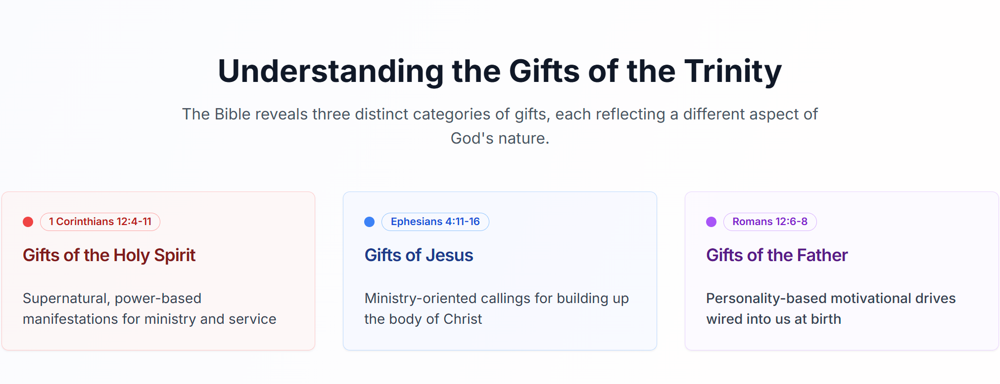 Understanding the Gifts of the Trinity
The Bible reveals three distinct categories of gifts, each reflecting a different aspect of
God's nature.
1 Corinthians 12:4-11
Gifts of the Holy Spirit
Supernatural, power-based
manifestations for ministry and service
Ephesians 4:11-16
Gifts of Jesus
Ministry-oriented callings for building up
the body of Christ
Romans 12:6-8
Gifts of the Father
Personality-based motivational drives
wired into us at birth